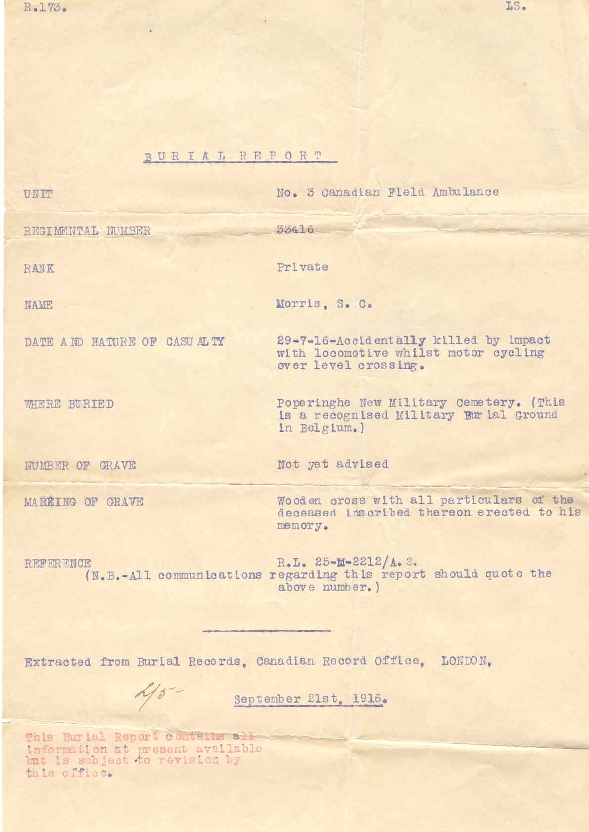 R.173. LS.
BURIAL REPORT
UNIT No. 3 Canadian Field Ambulance
REGIMENTAL NUMBER 33416
RANK Private
NAME Morris, S. C.
DATE AND NATURE OF CASUALTY 29-7-16-Accidentally killed by impact
with locomotive whilst motor cycling
over level crossing.
WHERE BURIED Poperinghe New Military Cemetery. (This
is a recognised Military Burial Ground
in Belgium.)
NUMBER OF GRAVE Not yet advised
MARKING OF GRAVE Wooden cross with all particulars of the
deceased inscribed thereon erected to his
memory.
REFERENCE R.L. 25-M-2212/A.2.
(N.B.-All communications regarding this report should quote the
above number.)
Extracted from Burial Records, Canadian Record Office, LONDON,
September 21st, 1916.
This Burial Report contains all
information at present available
but is subject to revision by
this office.